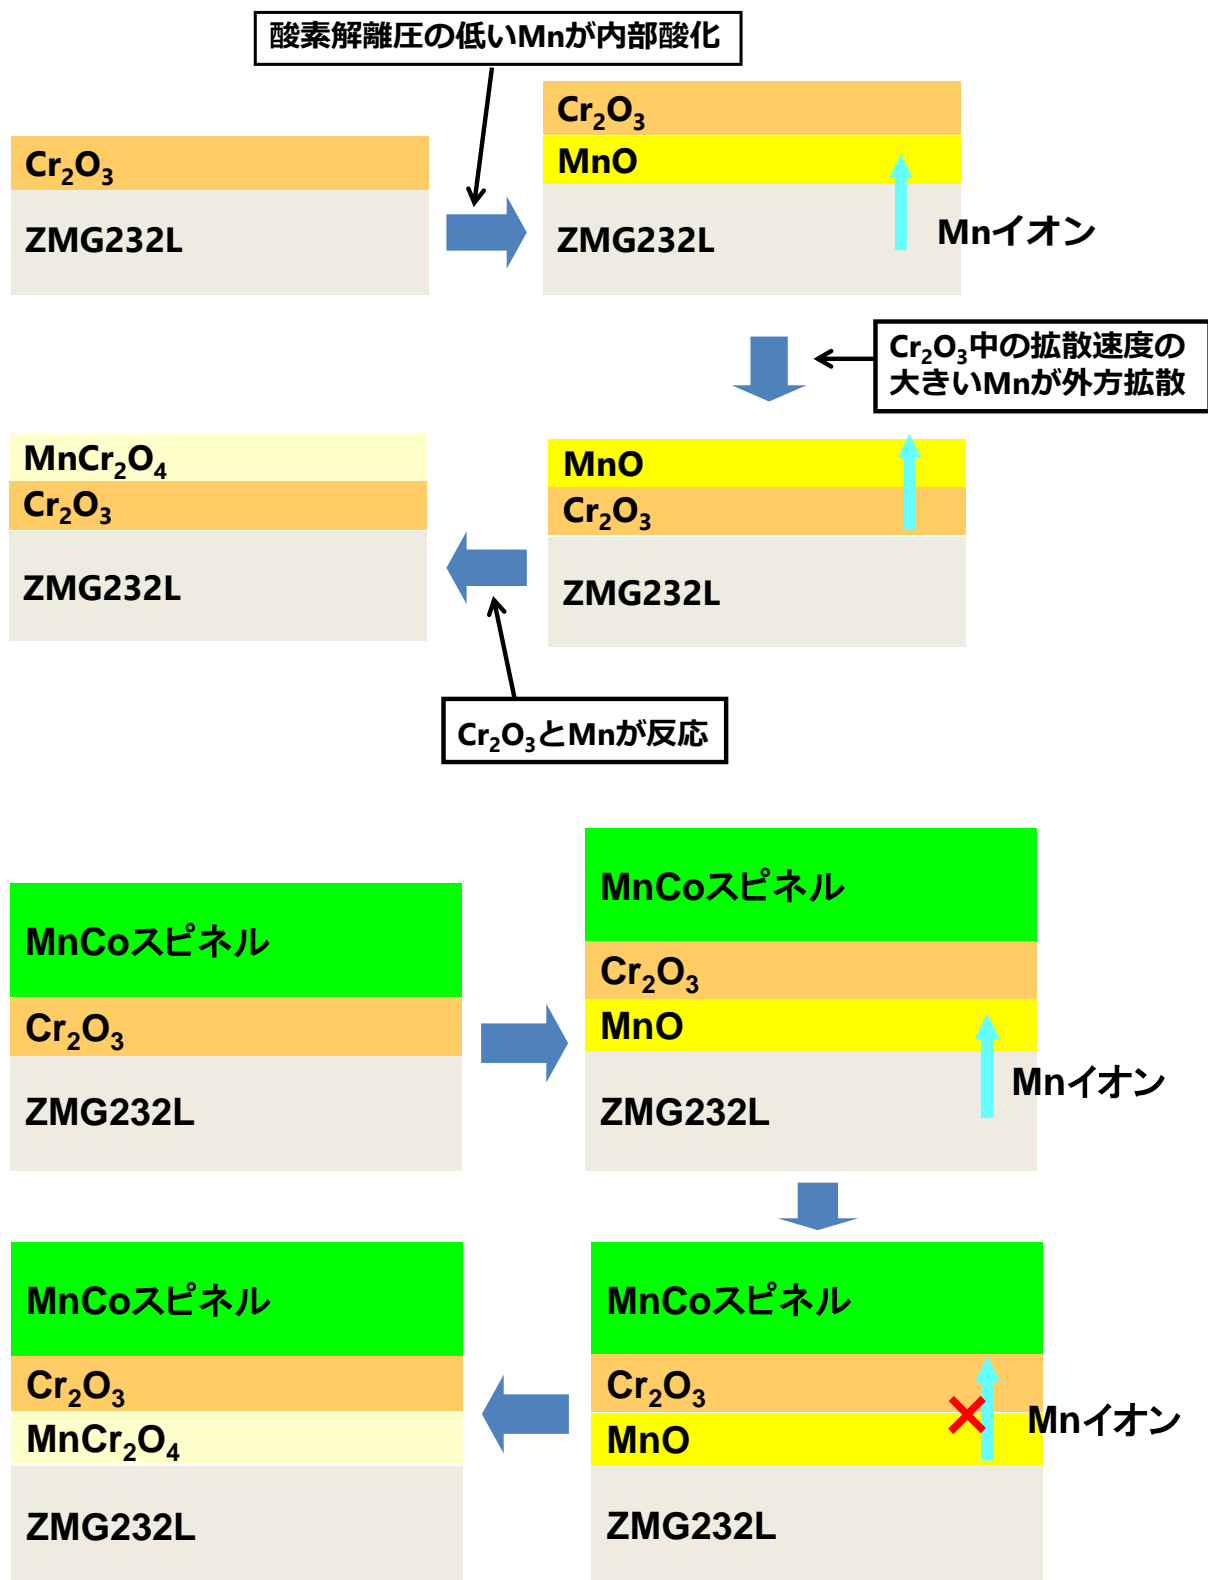 酸素解離圧の低いMnが内部酸化
Cr₂O₃
ZMG232L
Cr₂O₃
MnO
ZMG232L
Mnイオン
Cr₂O₃中の拡散速度の
大きいMnが外方拡散
MnCr₂O₄
Cr₂O₃
ZMG232L
MnO
Cr₂O₃
ZMG232L
Cr₂O₃とMnが反応
MnCoスピネル
Cr₂O₃
ZMG232L
MnCoスピネル
Cr₂O₃
MnO
ZMG232L
Mnイオン
MnCoスピネル
Cr₂O₃
MnCr₂O₄
ZMG232L
MnCoスピネル
Cr₂O₃
MnO
ZMG232L
Mnイオン